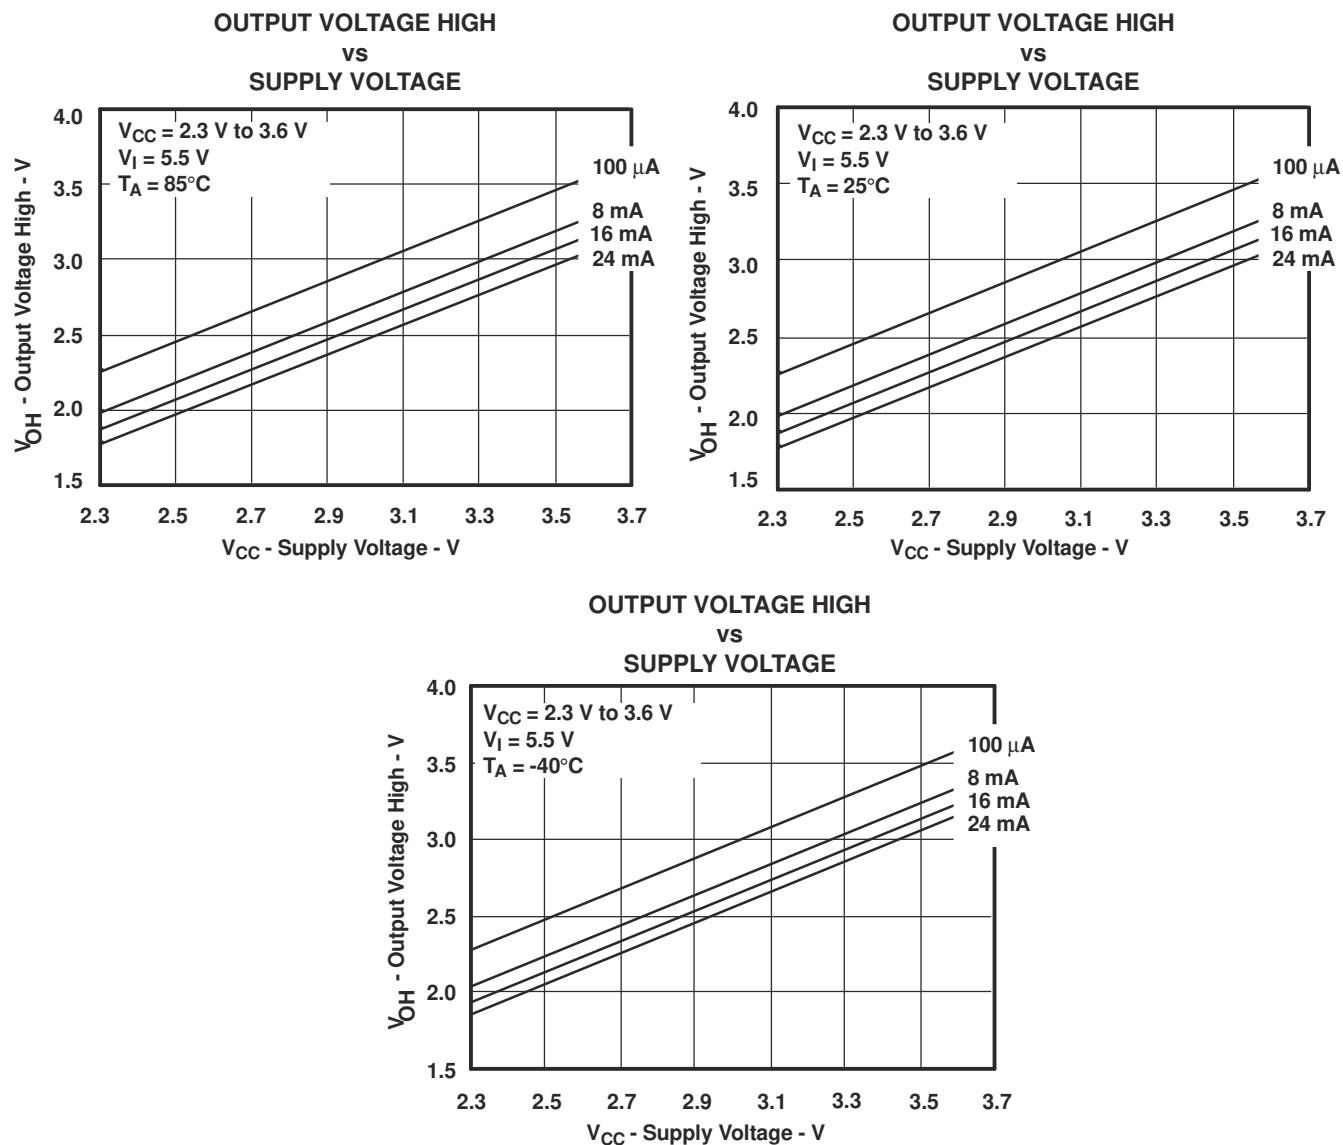 OUTPUT VOLTAGE HIGH
vs
SUPPLY VOLTAGE
4.0
3.5
3.0
2.5
2.0
1.5
VOH - Output Voltage High - V
VCC = 2.3 V to 3.6 V
VI = 5.5 V
TA = 85°C
100 μA
8 mA
16 mA
24 mA
2.3 2.5 2.7 2.9 3.1 3.3 3.5 3.7
VCC - Supply Voltage - V
OUTPUT VOLTAGE HIGH
vs
SUPPLY VOLTAGE
4.0
3.5
3.0
2.5
2.0
1.5
VOH - Output Voltage High - V
VCC = 2.3 V to 3.6 V
VI = 5.5 V
TA = 25°C
100 μA
8 mA
16 mA
24 mA
2.3 2.5 2.7 2.9 3.1 3.3 3.5 3.7
VCC - Supply Voltage - V
OUTPUT VOLTAGE HIGH
vs
SUPPLY VOLTAGE
4.0
3.5
3.0
2.5
2.0
1.5
VOH - Output Voltage High - V
VCC = 2.3 V to 3.6 V
VI = 5.5 V
TA = -40°C
100 μA
8 mA
16 mA
24 mA
2.3 2.5 2.7 2.9 3.1 3.3 3.5 3.7
VCC - Supply Voltage - V